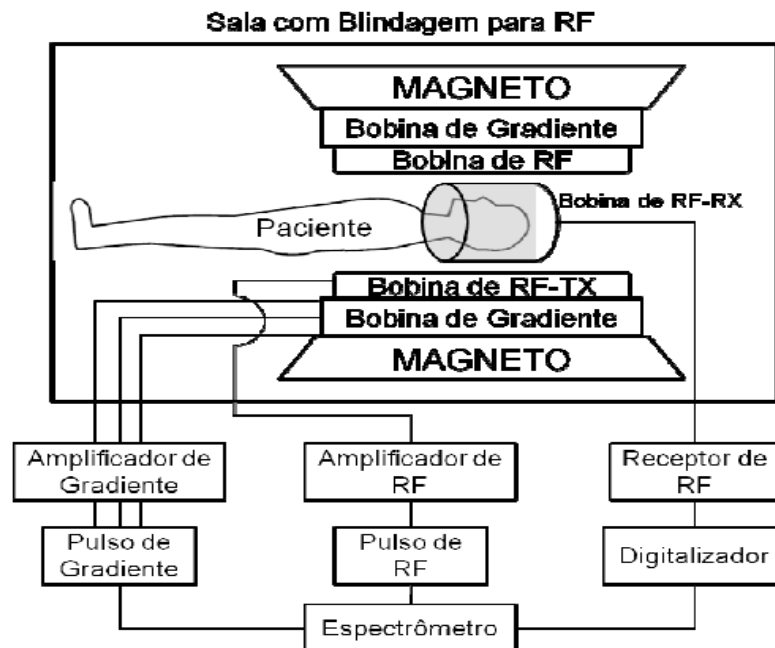 Sala com Blindagem para RF
MAGNETO
Bobina de Gradiente
Bobina de RF
Bobina de RF-RX
Paciente
Bobina de RF-TX
Bobina de Gradiente
MAGNETO
Amplificador de
Gradiente
Amplificador de
RF
Receptor de
RF
Pulso de
Gradiente
Pulso de
RF
Digitalizador
Espectrômetro